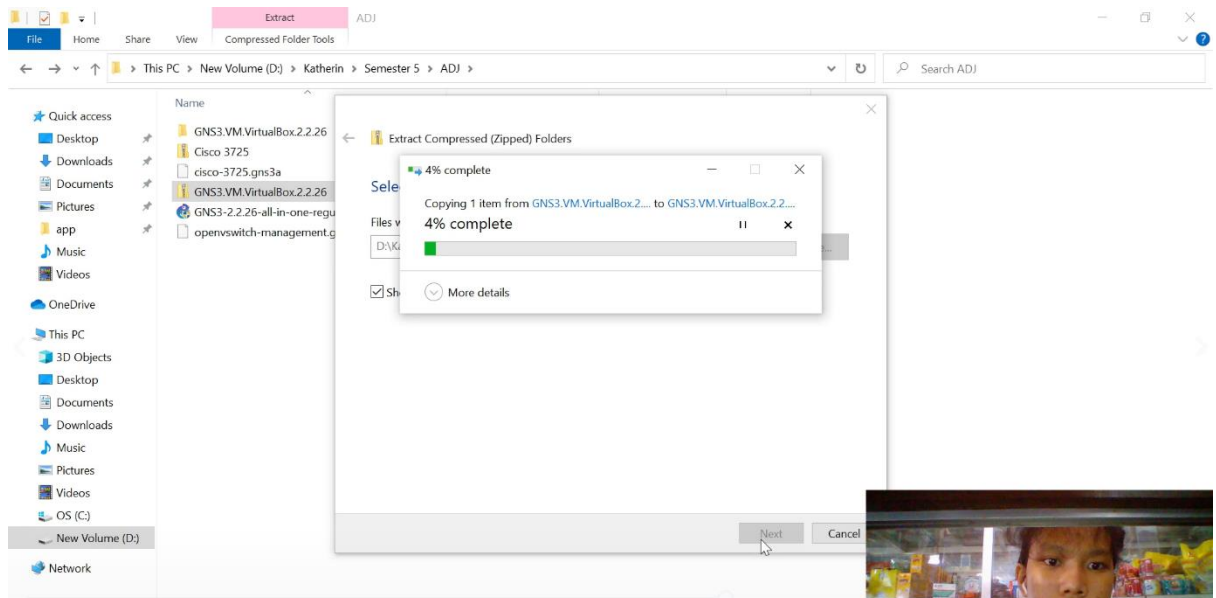 Extract
ADJ
File Home Share View Compressed Folder Tools
This PC > New Volume (D:) > Katherin > Semester 5 > ADJ >
Search ADJ
Quick access
Desktop
Downloads
Documents
Pictures
app
Music
Videos
OneDrive
This PC
3D Objects
Desktop
Documents
Downloads
Music
Pictures
Videos
OS (C:)
New Volume (D:)
Network
Name
GNS3.VM.VirtualBox.2.2.26
Cisco 3725
cisco-3725.gns3a
GNS3.VM.VirtualBox.2.2.26
GNS3-2.2.26-all-in-one-regu
openvswitch-management.g
Extract Compressed (Zipped) Folders
Sele
Files w
D:\Ka
Sh
4% complete
Copying 1 item from GNS3.VM.VirtualBox.2.... to GNS3.VM.VirtualBox.2.2....
4% complete
More details
Next Cancel